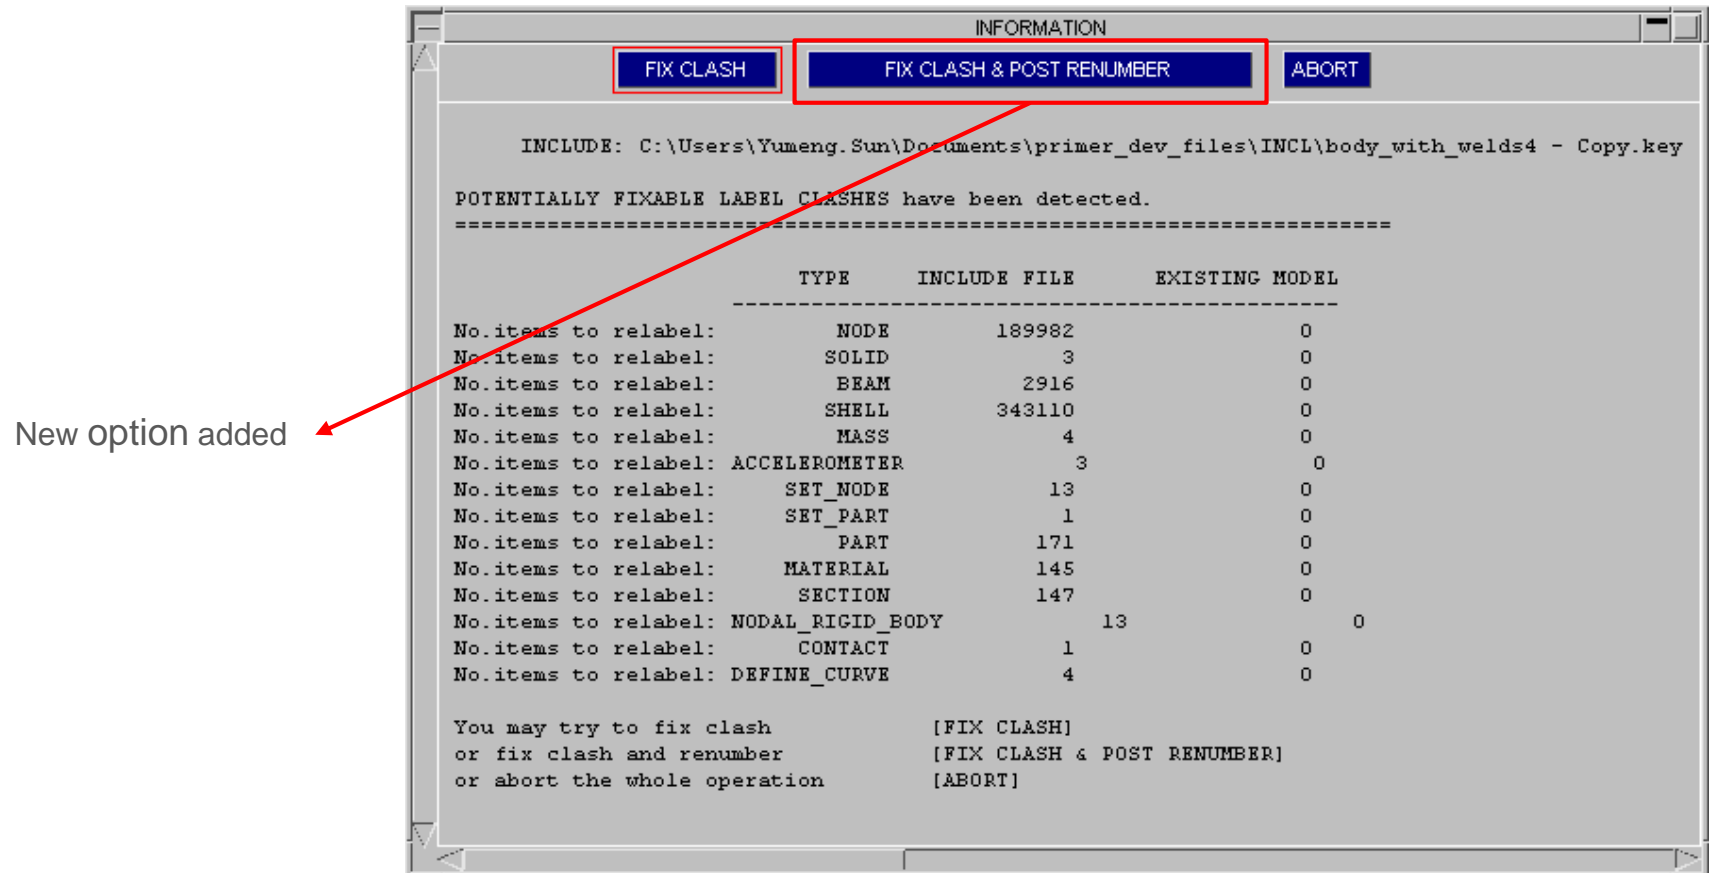 INFORMATION
FIX CLASH FIX CLASH & POST RENUMBER ABORT
INCLUDE: C:\Users\Yumeng.Sun\Documents\primer_dev_files\INCL\body_with_welds4 - Copy.key
POTENTIALLY FIXABLE LABEL CLASHES have been detected.
=======================================================================
TYPE INCLUDE FILE EXISTING MODEL
----------------------------------------------
No.items to relabel: NODE 189982 0
No.items to relabel: SOLID 3 0
No.items to relabel: BEAM 2916 0
No.items to relabel: SHELL 343110 0
No.items to relabel: MASS 4 0
No.items to relabel: ACCELEROMETER 3 0
No.items to relabel: SET_NODE 13 0
No.items to relabel: SET_PART 1 0
No.items to relabel: PART 171 0
No.items to relabel: MATERIAL 145 0
No.items to relabel: SECTION 147 0
No.items to relabel: NODAL_RIGID_BODY 13 0
No.items to relabel: CONTACT 1 0
No.items to relabel: DEFINE_CURVE 4 0
You may try to fix clash [FIX CLASH]
or fix clash and renumber [FIX CLASH & POST RENUMBER]
or abort the whole operation [ABORT]
New option added